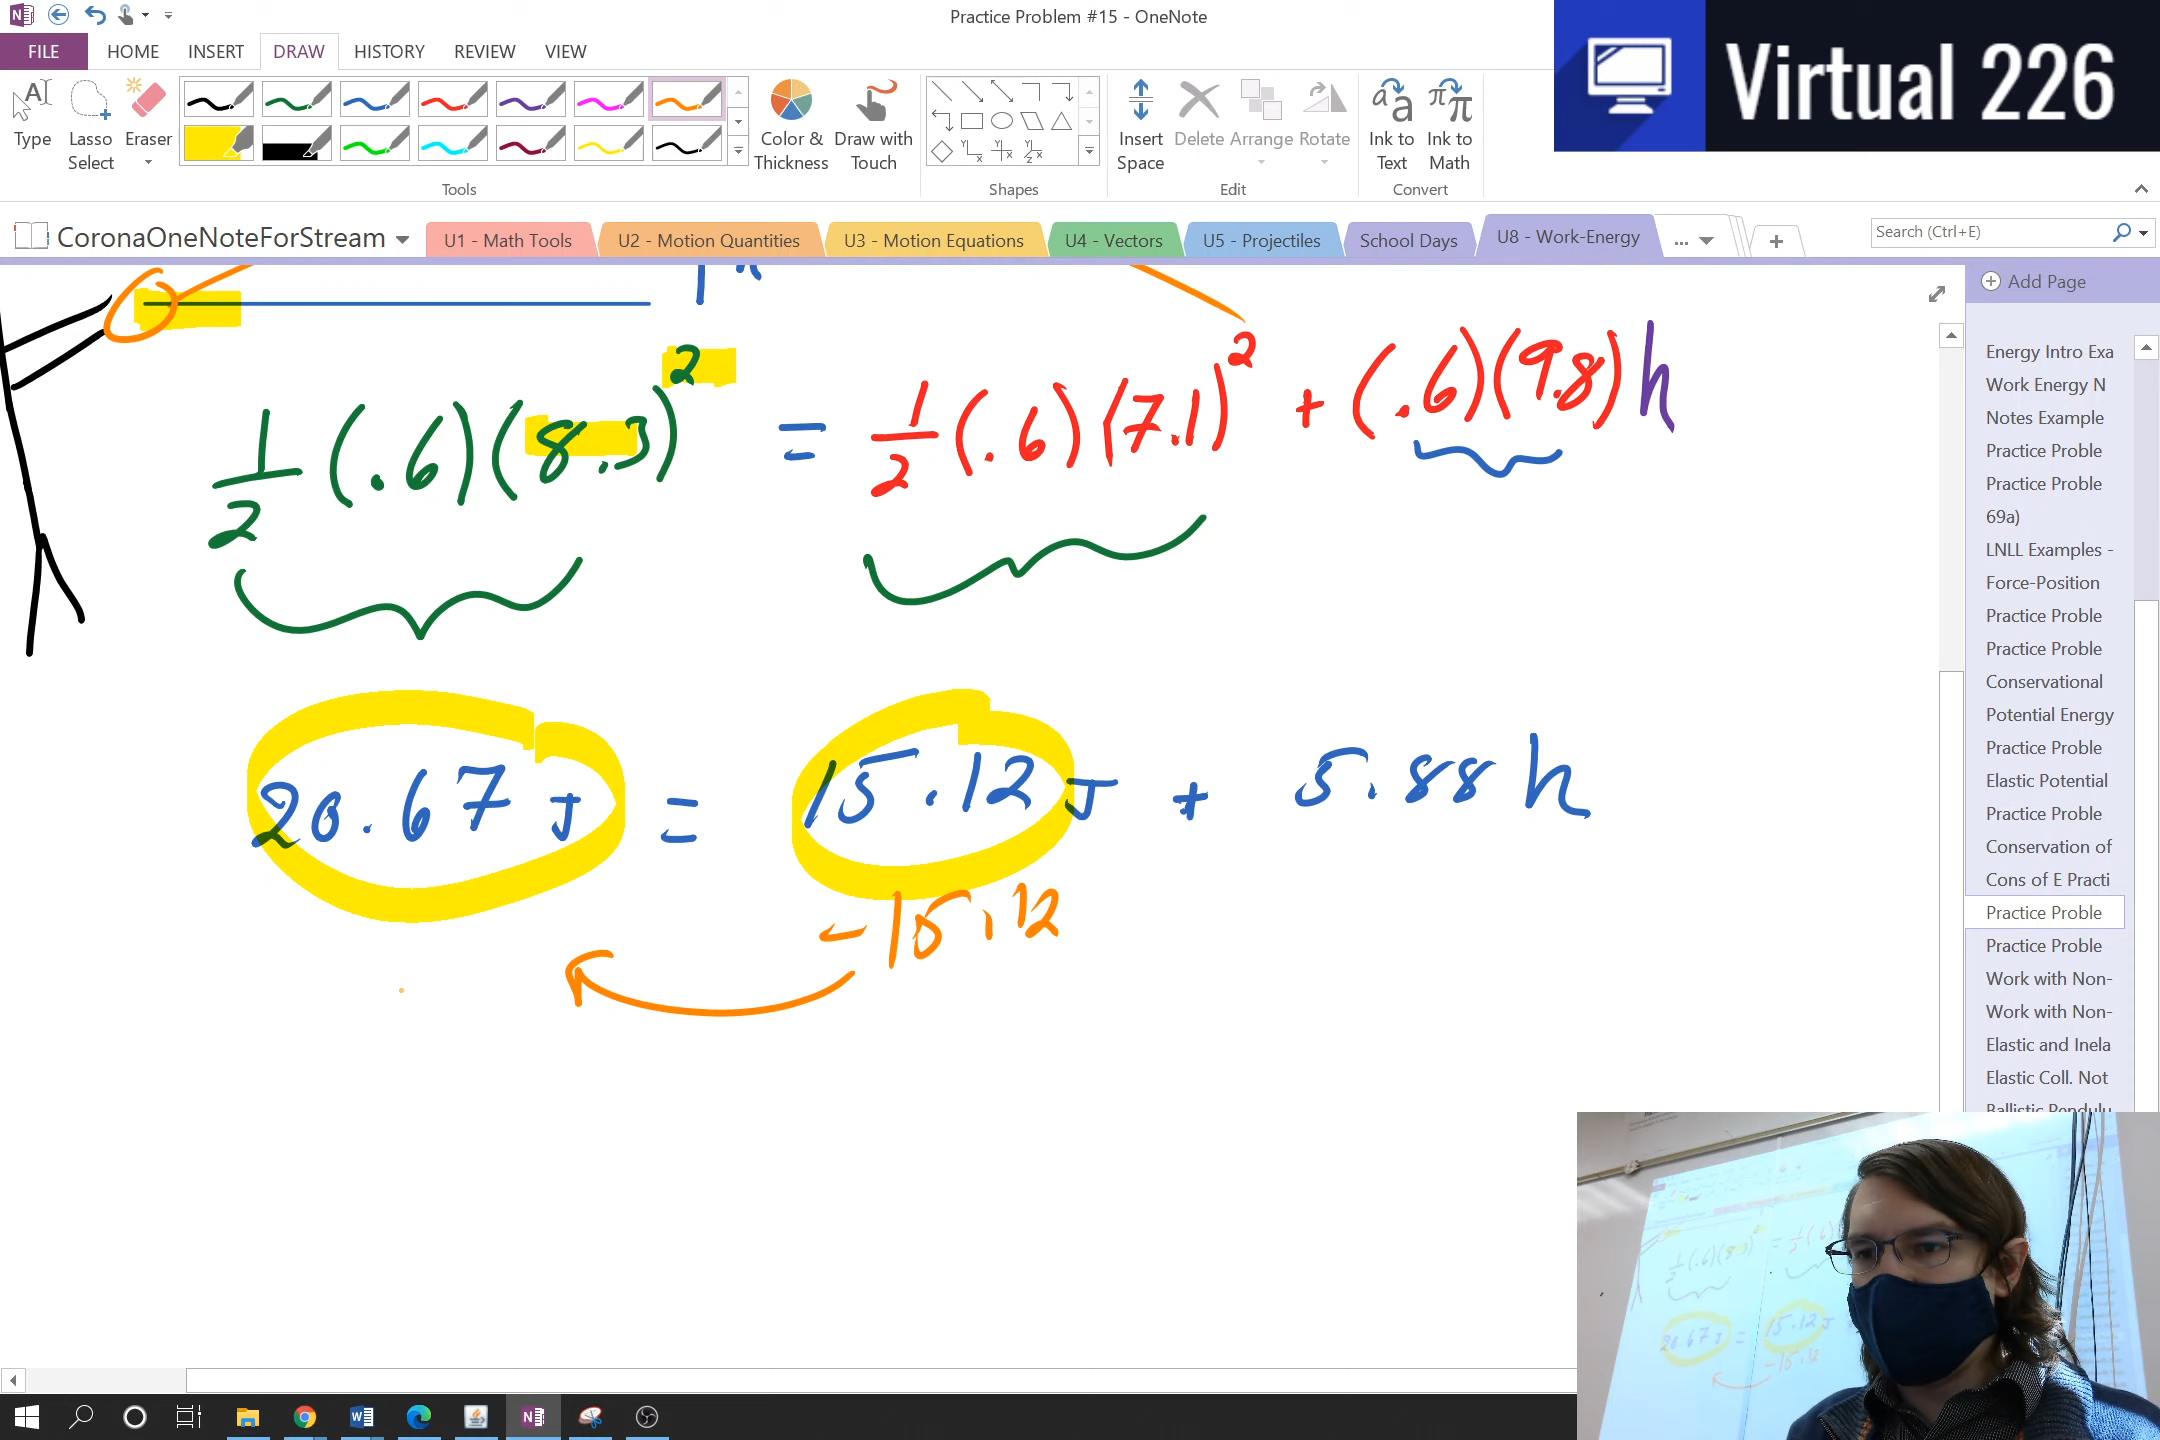 Practice Problem #15 - OneNote
Virtual 226
FILE HOME INSERT DRAW HISTORY REVIEW VIEW
Type
Lasso Select
Eraser
Color & Thickness
Draw with Touch
Insert Space
Delete
Arrange
Rotate
Ink to Text
Ink to Math
Tools
Shapes
Edit
Convert
CoronaOneNoteForStream
U1 - Math Tools
U2 - Motion Quantities
U3 - Motion Equations
U4 - Vectors
U5 - Projectiles
School Days
U8 - Work-Energy
...
Search (Ctrl+E)
Add Page
1/2 (.6)(8.3)² = 1/2 (.6)(7.1)² + (.6)(9.8)h
20.67 J = 15.12 J + 5.88 h
-15.12
Energy Intro Exa
Work Energy N
Notes Example
Practice Proble
Practice Proble
69a)
LNLL Examples -
Force-Position
Practice Proble
Practice Proble
Conservational
Potential Energy
Practice Proble
Elastic Potential
Practice Proble
Conservation of
Cons of E Practi
Practice Proble
Practice Proble
Work with Non-
Work with Non-
Elastic and Inela
Elastic Coll. Not
Ballistic Pendulu